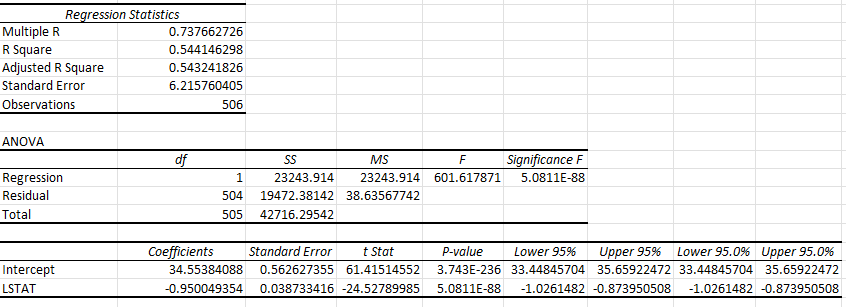 Regression Statistics
Multiple R 0.737662726
R Square 0.544146298
Adjusted R Square 0.543241826
Standard Error 6.215760405
Observations 506
ANOVA
df SS MS F Significance F
Regression 1 23243.914 23243.914 601.617871 5.0811E-88
Residual 504 19472.38142 38.63567742
Total 505 42716.29542
Coefficients Standard Error t Stat P-value Lower 95% Upper 95% Lower 95.0% Upper 95.0%
Intercept 34.55384088 0.562627355 61.41514552 3.743E-236 33.44845704 35.65922472 33.44845704 35.65922472
LSTAT -0.950049354 0.038733416 -24.52789985 5.0811E-88 -1.0261482 -0.873950508 -1.0261482 -0.873950508